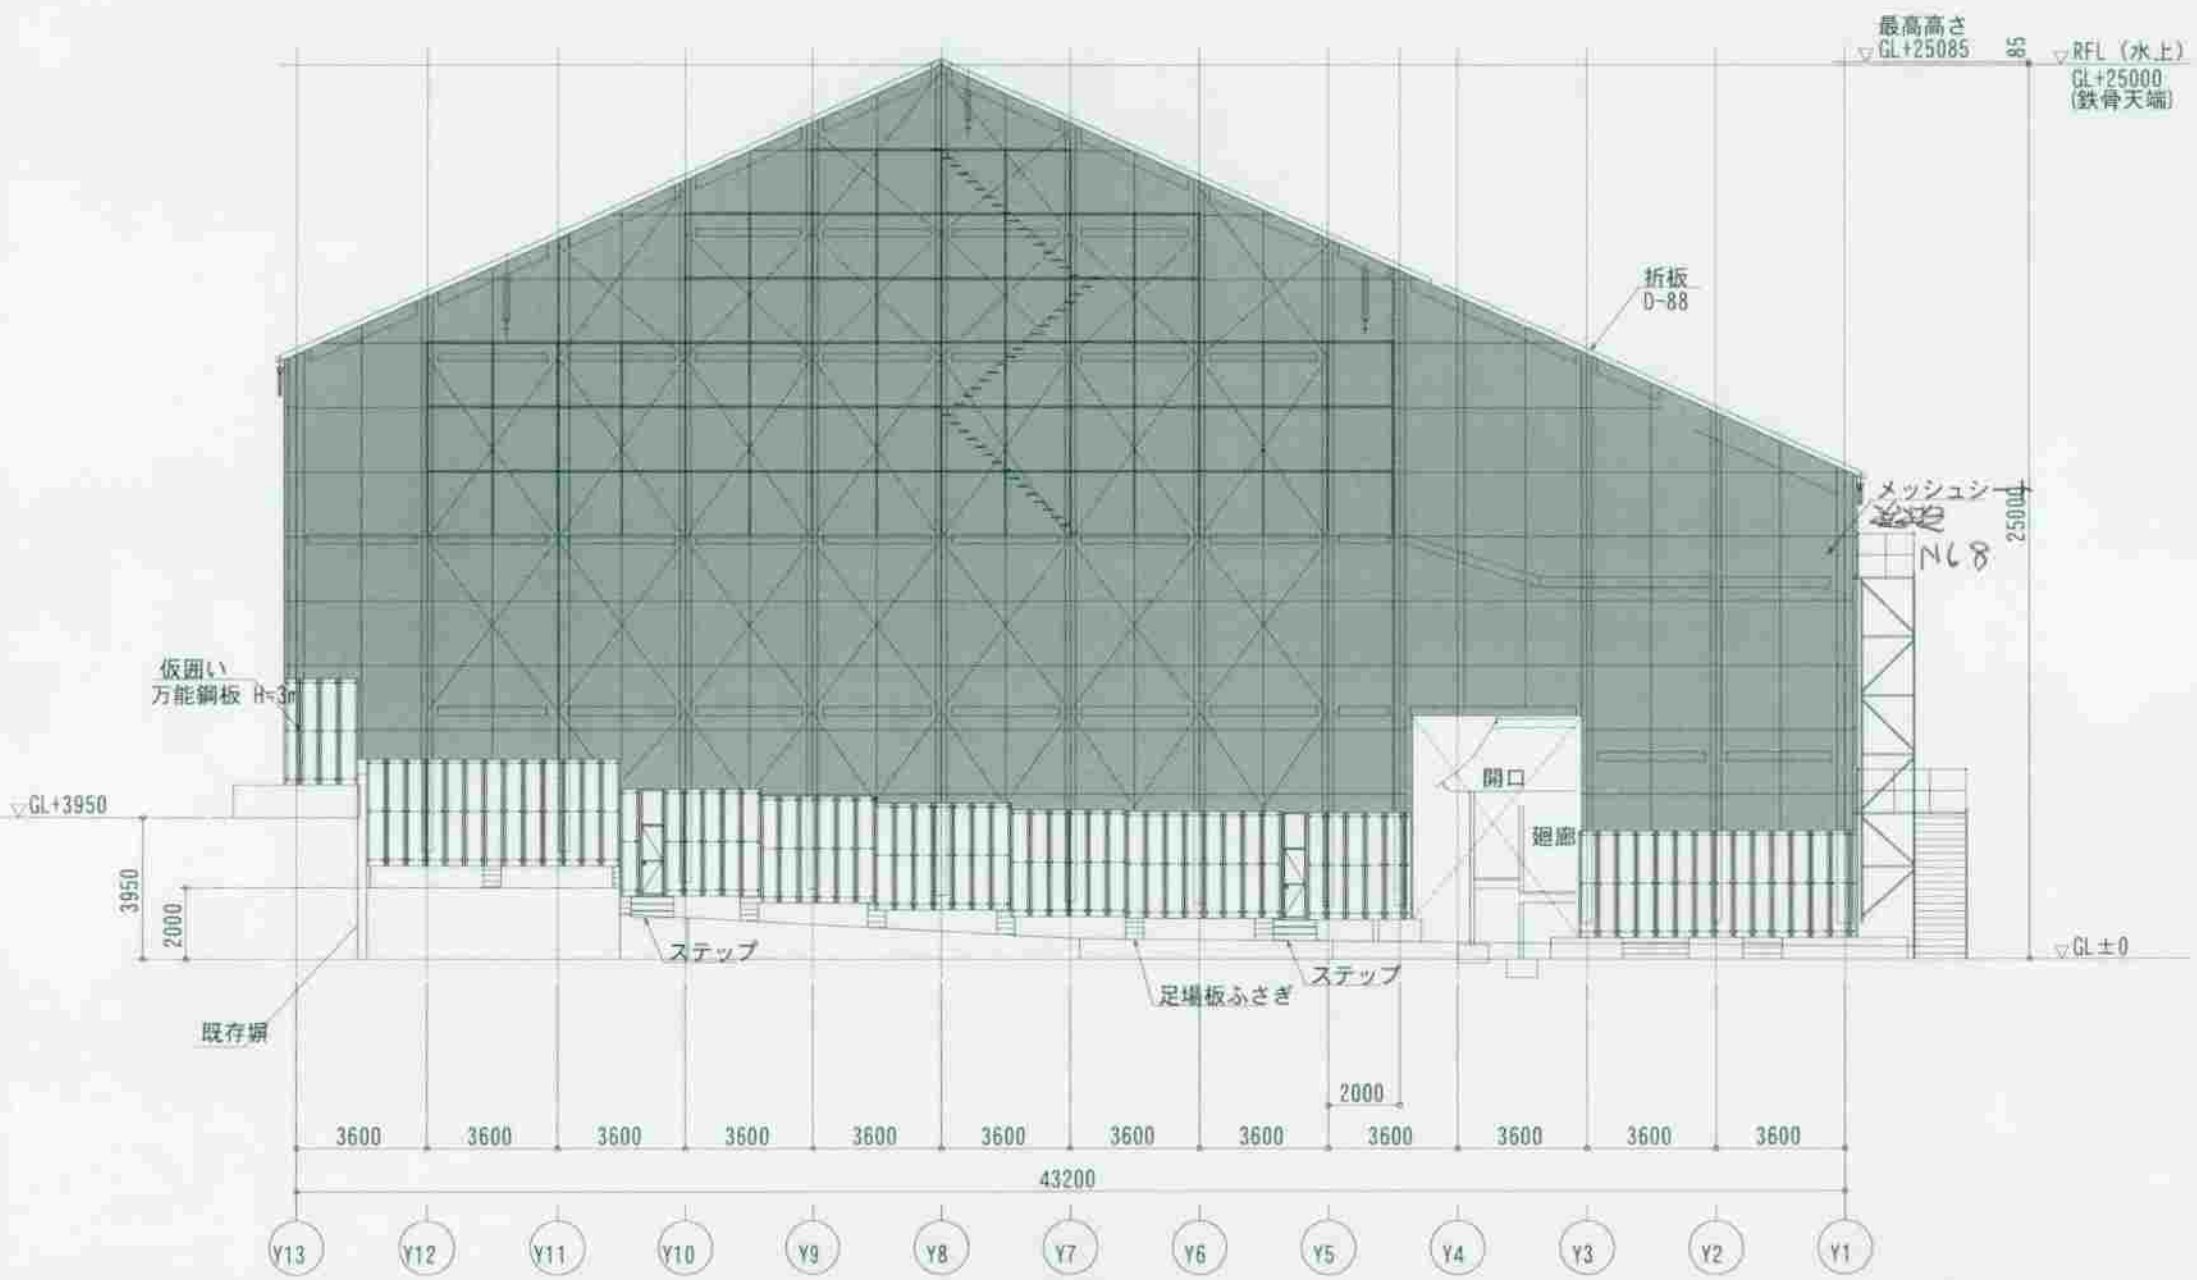 最高高さ
▽GL+25085
85
▽RFL (水上)
GL+25000
(鉄骨天端)
折板
D-88
メッシュシート
NL8
25000
仮囲い
万能鋼板 H=3m
▽GL+3950
開口
廻廊
3950
2000
▽GL±0
ステップ
ステップ
足場板ふさぎ
既存塀
2000
3600 3600 3600 3600 3600 3600 3600 3600 3600 3600 3600 3600
43200
Y13 Y12 Y11 Y10 Y9 Y8 Y7 Y6 Y5 Y4 Y3 Y2 Y1